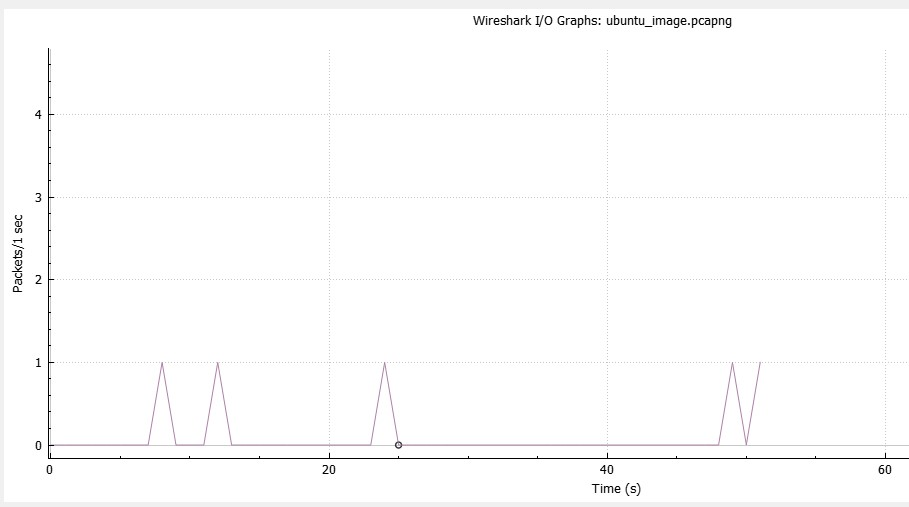 Wireshark I/O Graphs: ubuntu_image.pcapng
4
3
2
1
0
Packets/1 sec
0 20 40 60
Time (s)